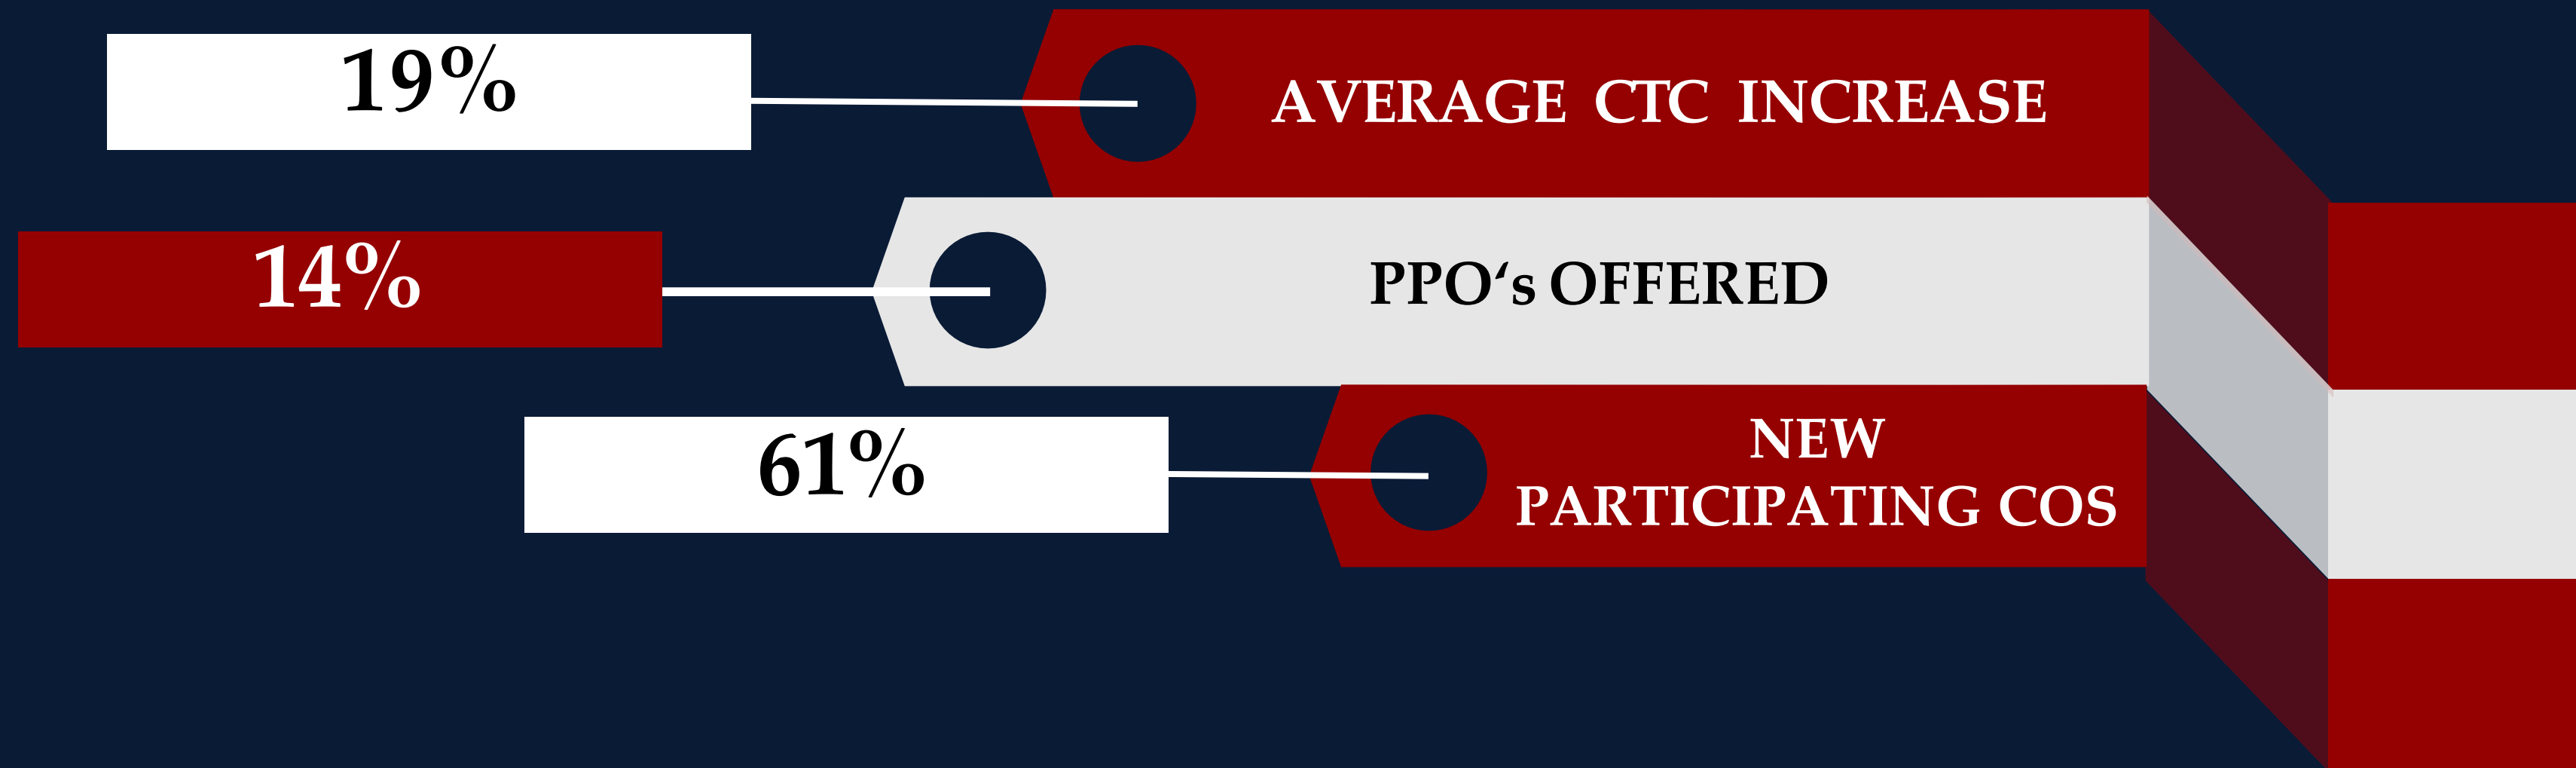 19%
AVERAGE CTC INCREASE
14%
PPO‘s OFFERED
61%
NEW
PARTICIPATING COS